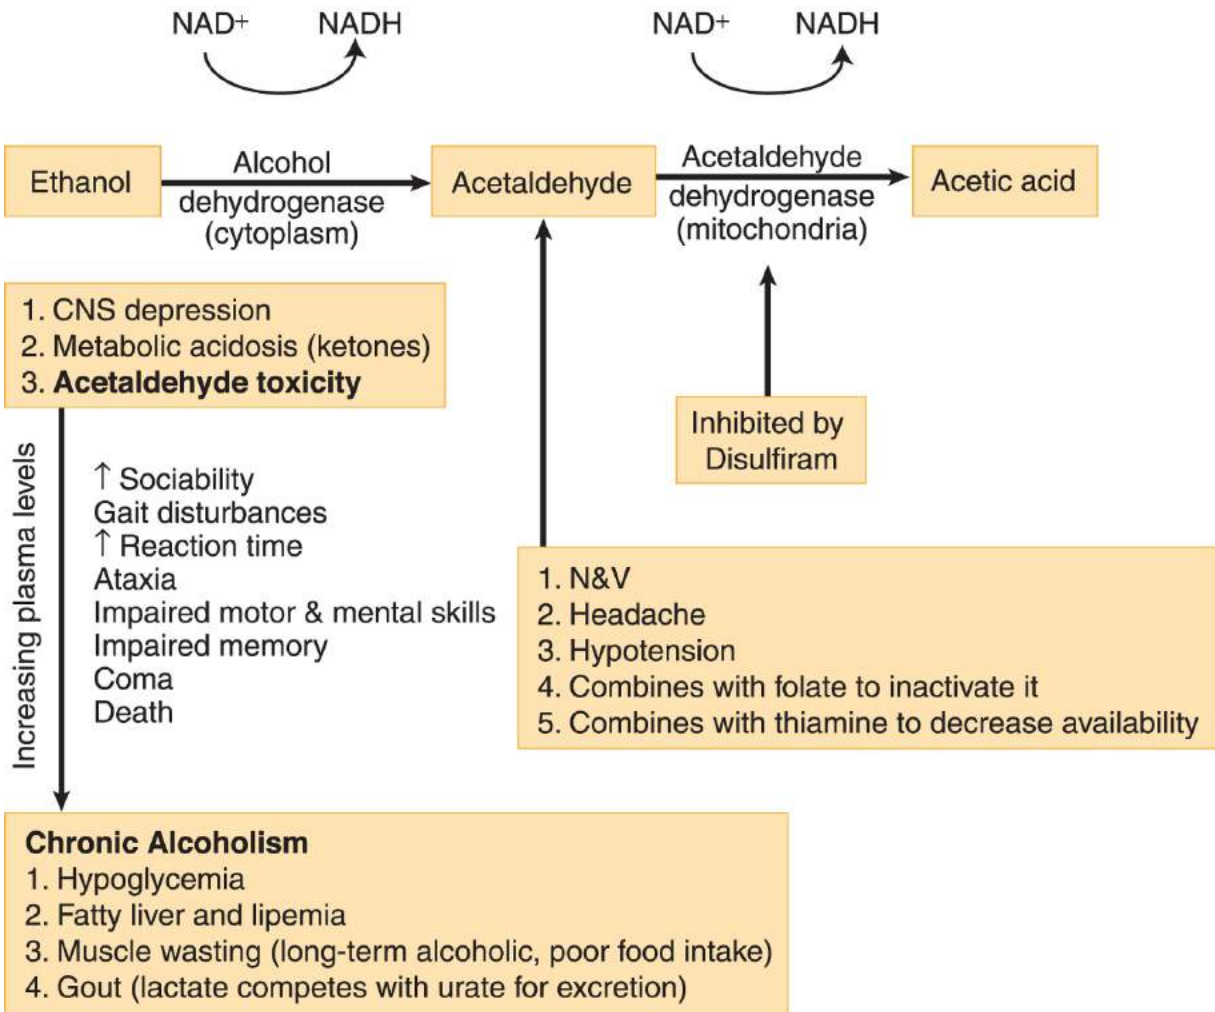 NAD+ NADH
NAD+ NADH
Ethanol
Alcohol
dehydrogenase
(cytoplasm)
Acetaldehyde
Acetaldehyde
dehydrogenase
(mitochondria)
Acetic acid
1. CNS depression
2. Metabolic acidosis (ketones)
3. Acetaldehyde toxicity
Inhibited by
Disulfiram
Increasing plasma levels
↑ Sociability
Gait disturbances
↑ Reaction time
Ataxia
Impaired motor & mental skills
Impaired memory
Coma
Death
1. N&V
2. Headache
3. Hypotension
4. Combines with folate to inactivate it
5. Combines with thiamine to decrease availability
Chronic Alcoholism
1. Hypoglycemia
2. Fatty liver and lipemia
3. Muscle wasting (long-term alcoholic, poor food intake)
4. Gout (lactate competes with urate for excretion)